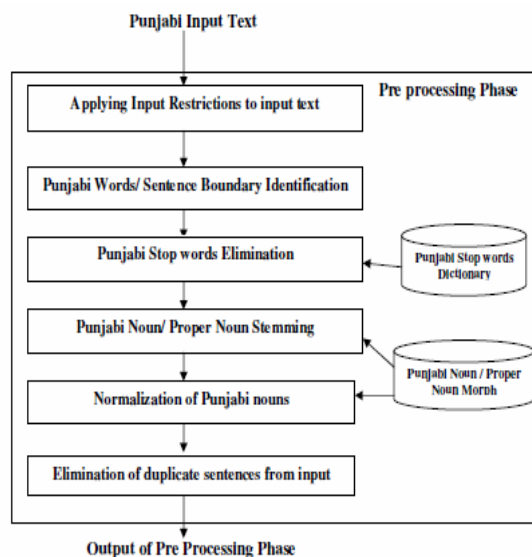 Punjabi Input Text
Pre processing Phase
Applying Input Restrictions to input text
Punjabi Words/ Sentence Boundary Identification
Punjabi Stop words Elimination
Punjabi Stop words
Dictionary
Punjabi Noun/ Proper Noun Stemming
Punjabi Noun / Proper
Noun Morph
Normalization of Punjabi nouns
Elimination of duplicate sentences from input
Output of Pre Processing Phase